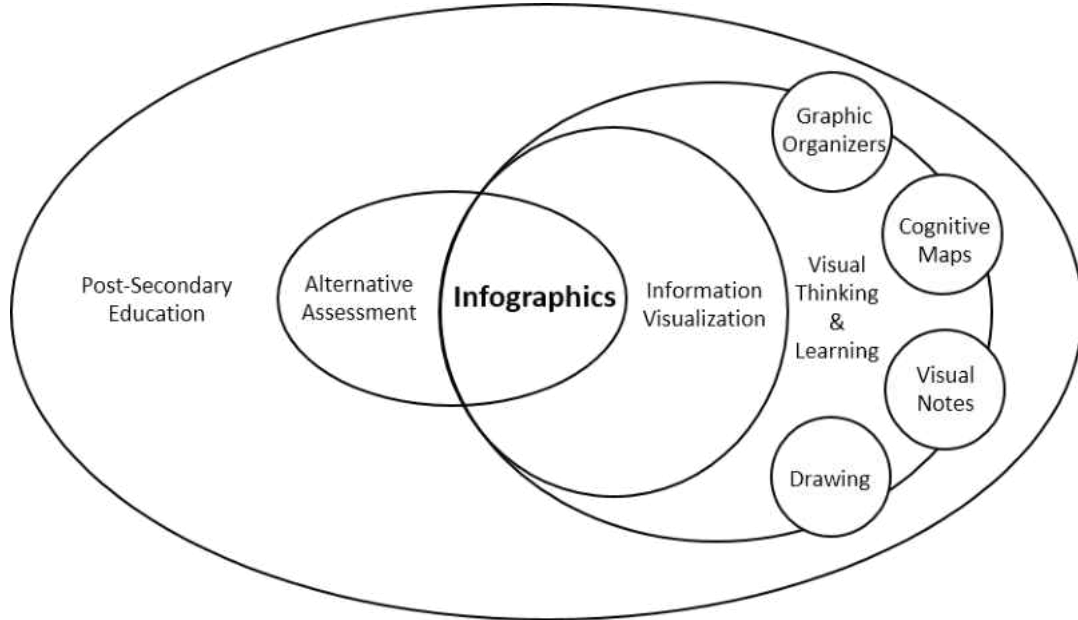 Post-Secondary
Education
Alternative
Assessment
Infographics
Information
Visualization
Visual
Thinking
&
Learning
Graphic
Organizers
Cognitive
Maps
Visual
Notes
Drawing